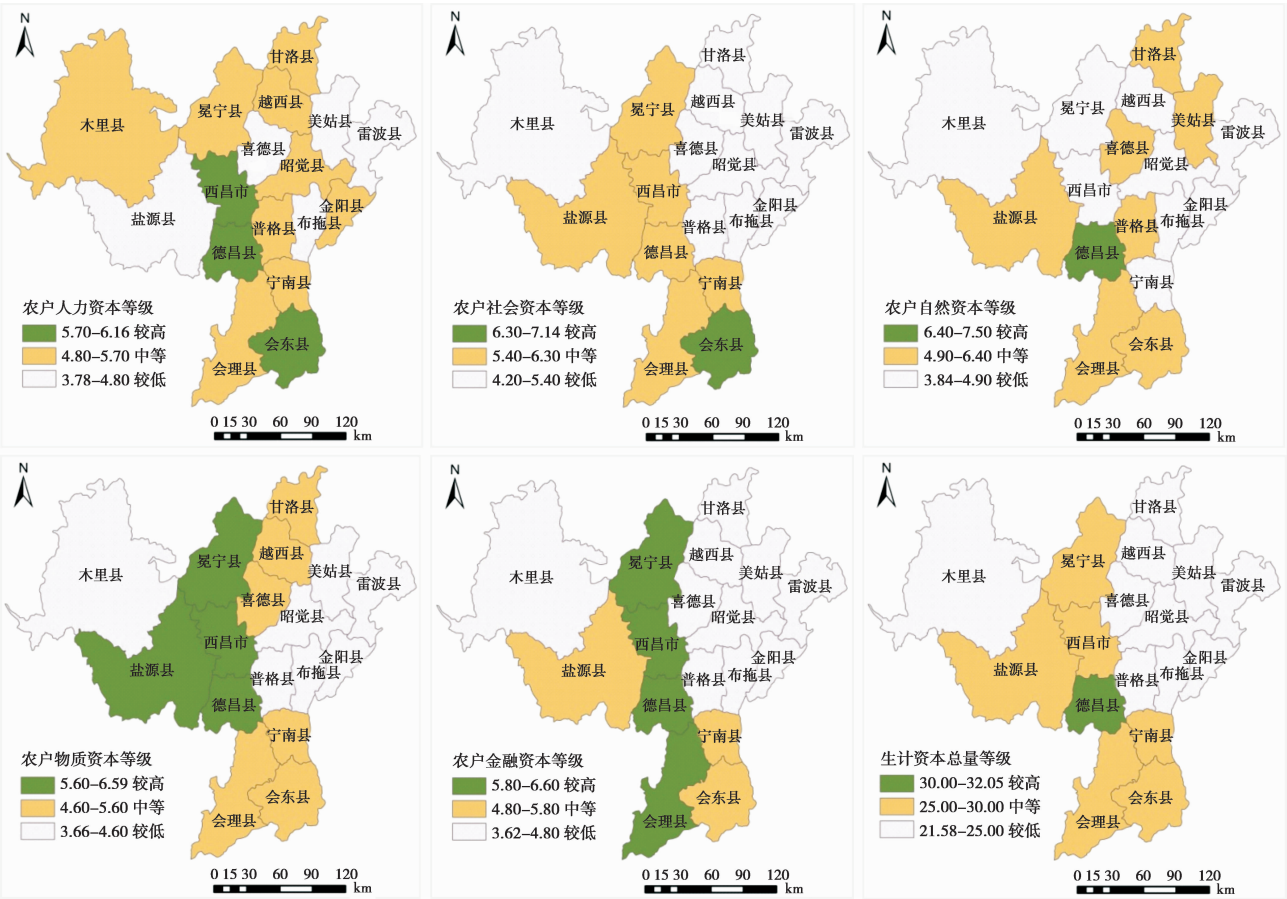 N
甘洛县
越西县
冕宁县
美姑县
木里县
雷波县
喜德县
昭觉县
西昌市
金阳县
盐源县
布拖县
普格县
德昌县
宁南县
会东县
会理县
农户人力资本等级
5.70–6.16 较高
4.80–5.70 中等
3.78–4.80 较低
0 15 30 60 90 120
km
N
甘洛县
越西县
冕宁县
美姑县
木里县
雷波县
喜德县
昭觉县
西昌市
金阳县
盐源县
布拖县
普格县
德昌县
宁南县
会东县
会理县
农户社会资本等级
6.30–7.14 较高
5.40–6.30 中等
4.20–5.40 较低
0 15 30 60 90 120
km
N
甘洛县
越西县
冕宁县
美姑县
木里县
雷波县
喜德县
昭觉县
西昌市
金阳县
盐源县
布拖县
普格县
德昌县
宁南县
会东县
会理县
农户自然资本等级
6.40–7.50 较高
4.90–6.40 中等
3.84–4.90 较低
0 15 30 60 90 120
km
N
甘洛县
越西县
冕宁县
美姑县
木里县
雷波县
喜德县
昭觉县
西昌市
金阳县
盐源县
布拖县
普格县
德昌县
宁南县
会东县
会理县
农户物质资本等级
5.60–6.59 较高
4.60–5.60 中等
3.66–4.60 较低
0 15 30 60 90 120
km
N
甘洛县
越西县
冕宁县
美姑县
木里县
雷波县
喜德县
昭觉县
西昌市
金阳县
盐源县
布拖县
普格县
德昌县
宁南县
会东县
会理县
农户金融资本等级
5.80–6.60 较高
4.80–5.80 中等
3.62–4.80 较低
0 15 30 60 90 120
km
N
甘洛县
越西县
冕宁县
美姑县
木里县
雷波县
喜德县
昭觉县
西昌市
金阳县
盐源县
布拖县
普格县
德昌县
宁南县
会东县
会理县
生计资本总量等级
30.00–32.05 较高
25.00–30.00 中等
21.58–25.00 较低
0 15 30 60 90 120
km